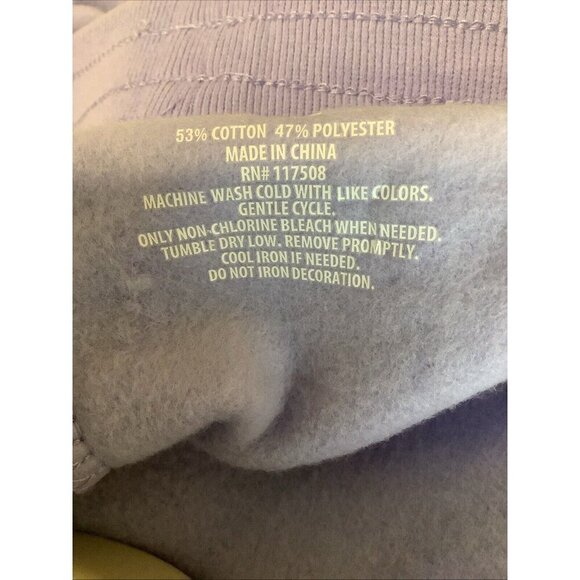 53% COTTON 47% POLYESTER
MADE IN CHINA
RN# 117508
MACHINE WASH COLD WITH LIKE COLORS.
GENTLE CYCLE.
ONLY NON-CHLORINE BLEACH WHEN NEEDED.
TUMBLE DRY LOW. REMOVE PROMPTLY.
COOL IRON IF NEEDED.
DO NOT IRON DECORATION.